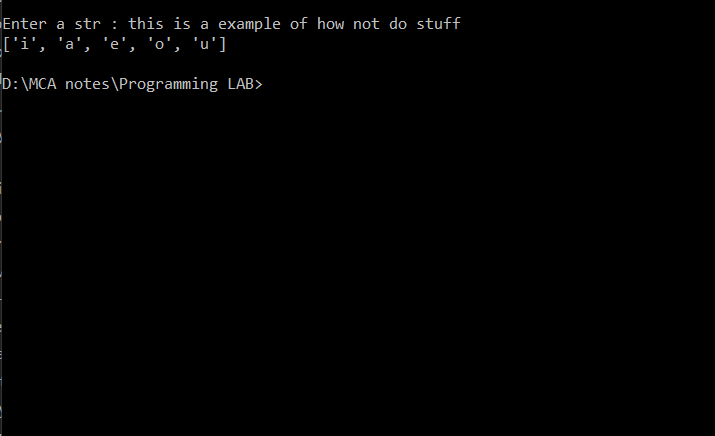 Enter a str : this is a example of how not do stuff
['i', 'a', 'e', 'o', 'u']
D:\MCA notes\Programming LAB>